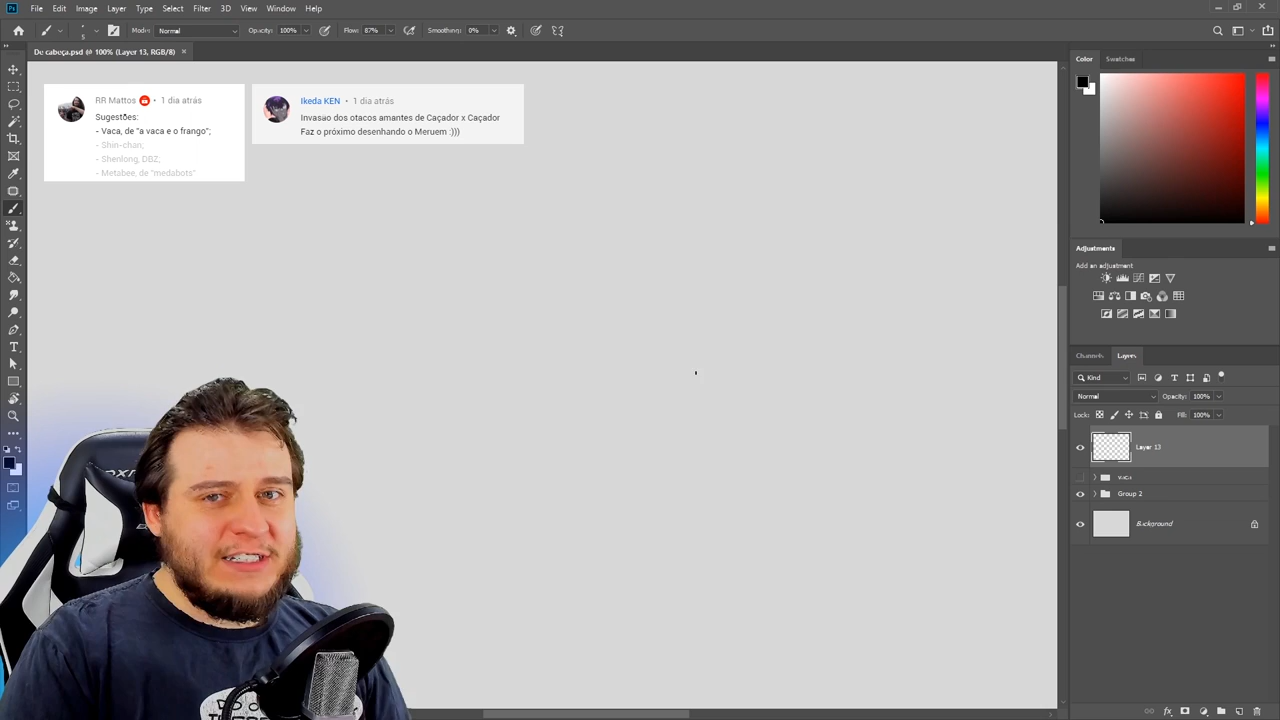 File Edit Image Layer Type Select Filter 3D View Window Help
Mode: Normal Opacity: 100% Flow: 87% Smoothing: 0%
De cabeça.psd @ 100% (Layer 13, RGB/8) ×
RR Mattos • 1 dia atrás
Sugestões:
- Vaca, de "a vaca e o frango";
- Shin-chan;
- Shenlong, DBZ;
- Metabee, de "medabots"
Ikeda KEN • 1 dia atrás
Invasão dos otacos amantes de Caçador x Caçador
Faz o próximo desenhando o Meruem :)))
Color Swatches
Adjustments
Add an adjustment
Channels Layers
Kind
Normal Opacity: 100%
Lock: Fill: 100%
Layer 13
vaca
Group 2
Background